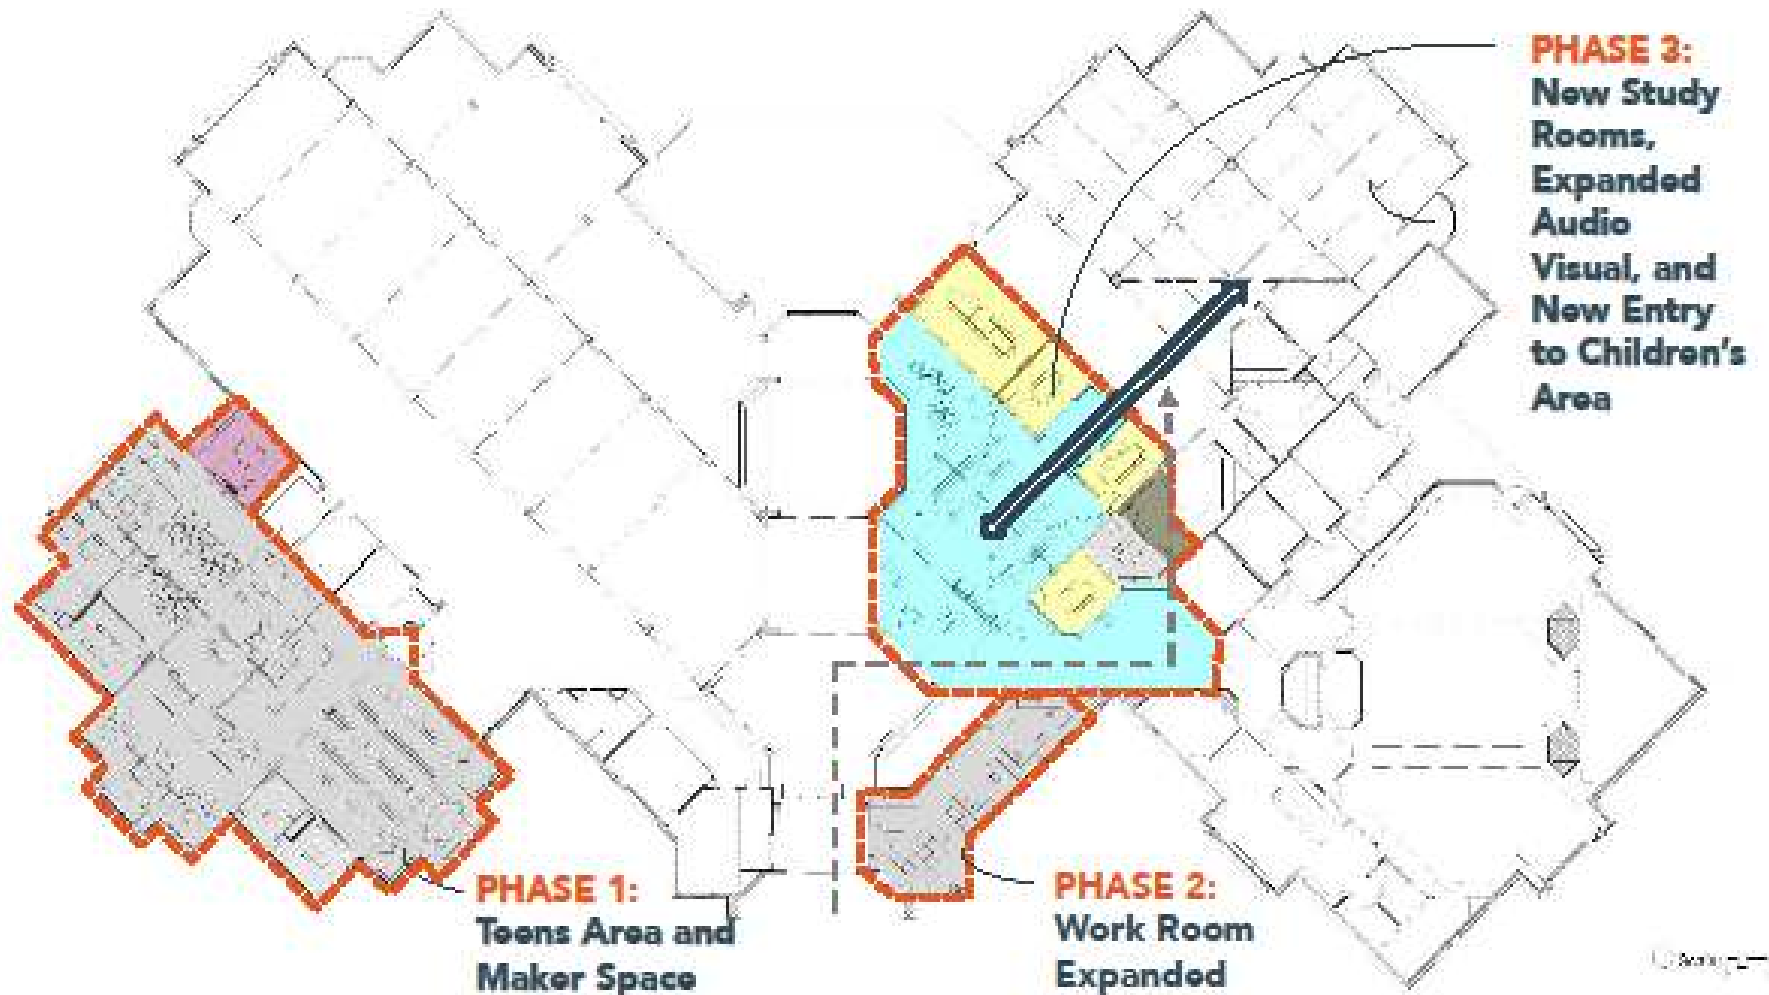 PHASE 3:
New Study
Rooms,
Expanded
Audio
Visual, and
New Entry
to Children's
Area
PHASE 1:
Teens Area and
Maker Space
PHASE 2:
Work Room
Expanded